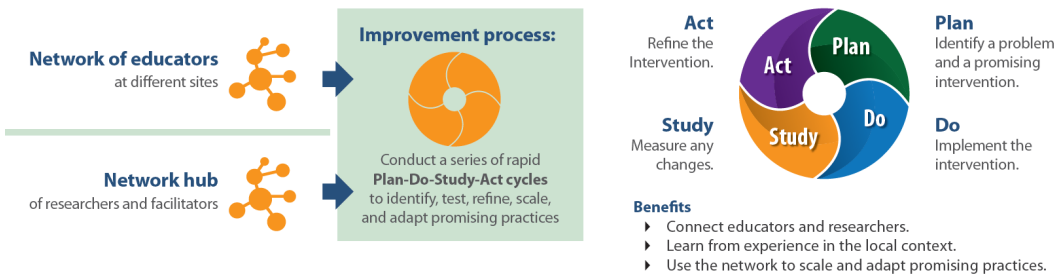 Network of educators
at different sites
Network hub
of researchers and facilitators
Improvement process:
Conduct a series of rapid
Plan-Do-Study-Act cycles
to identify, test, refine, scale,
and adapt promising practices
Act
Refine the
Intervention.
Study
Measure any
changes.
Act
Plan
Study
Do
Plan
Identify a problem
and a promising
intervention.
Do
Implement the
intervention.
Benefits
Connect educators and researchers.
Learn from experience in the local context.
Use the network to scale and adapt promising practices.